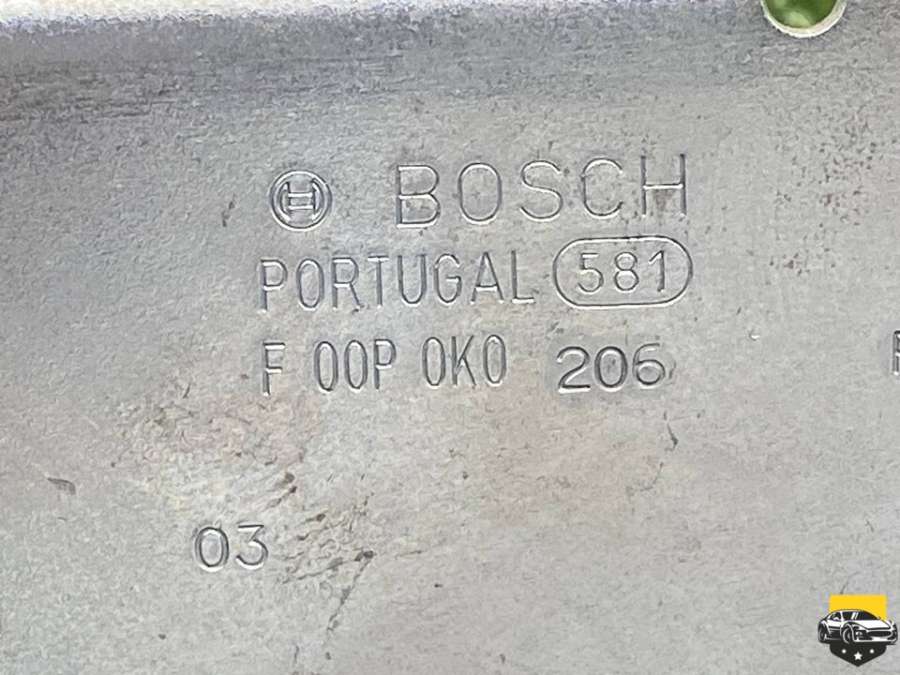 BOSCH
PORTUGAL 581
F 00P 0K0 206
03